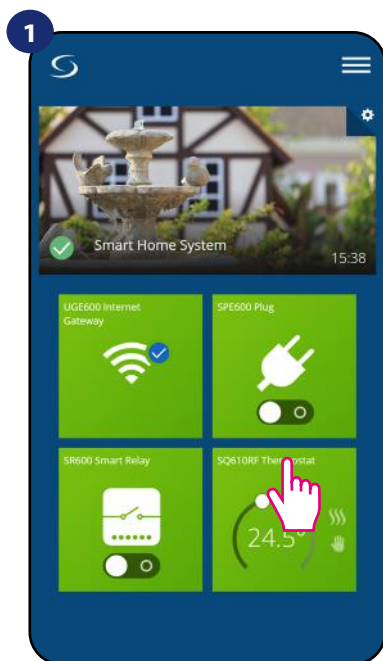 1
Smart Home System
15:38
UGE600 Internet
Gateway
SPE600 Plug
SR600 Smart Relay
SQ610RF Thermostat
24.5°